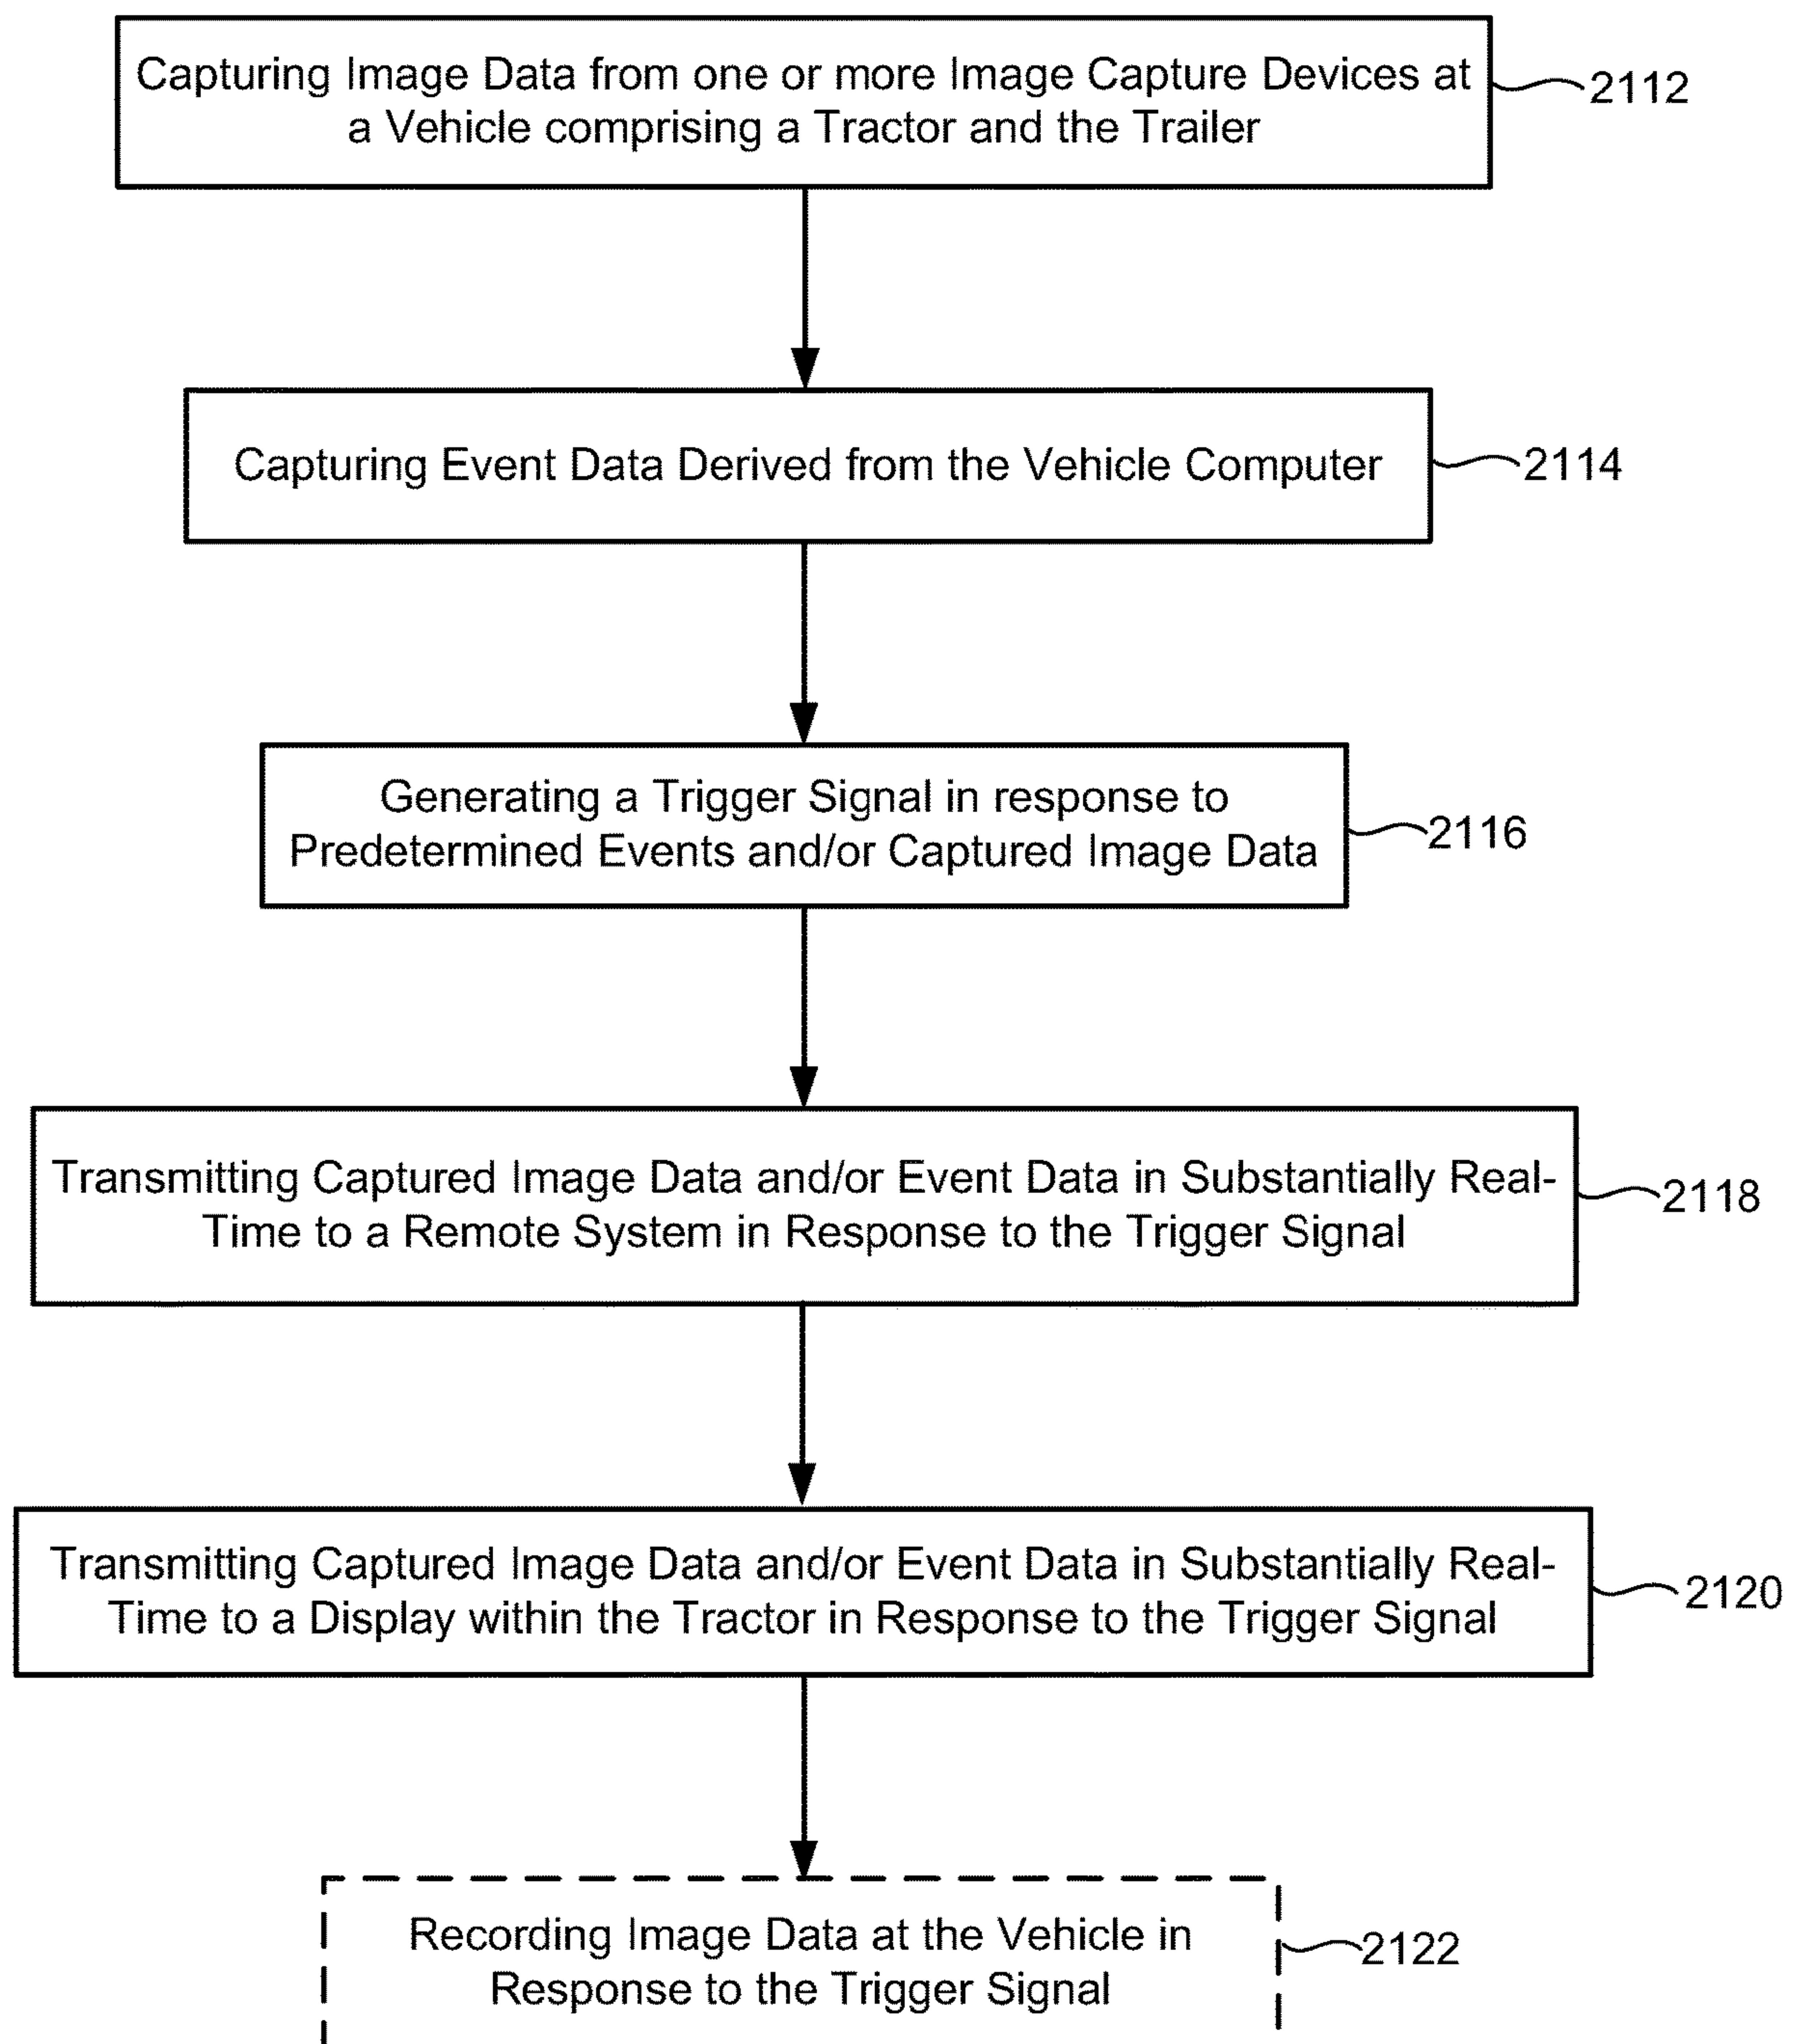 Capturing Image Data from one or more Image Capture Devices at
a Vehicle comprising a Tractor and the Trailer
2112
Capturing Event Data Derived from the Vehicle Computer
2114
Generating a Trigger Signal in response to
Predetermined Events and/or Captured Image Data
2116
Transmitting Captured Image Data and/or Event Data in Substantially Real-
Time to a Remote System in Response to the Trigger Signal
2118
Transmitting Captured Image Data and/or Event Data in Substantially Real-
Time to a Display within the Tractor in Response to the Trigger Signal
2120
Recording Image Data at the Vehicle in
Response to the Trigger Signal
2122